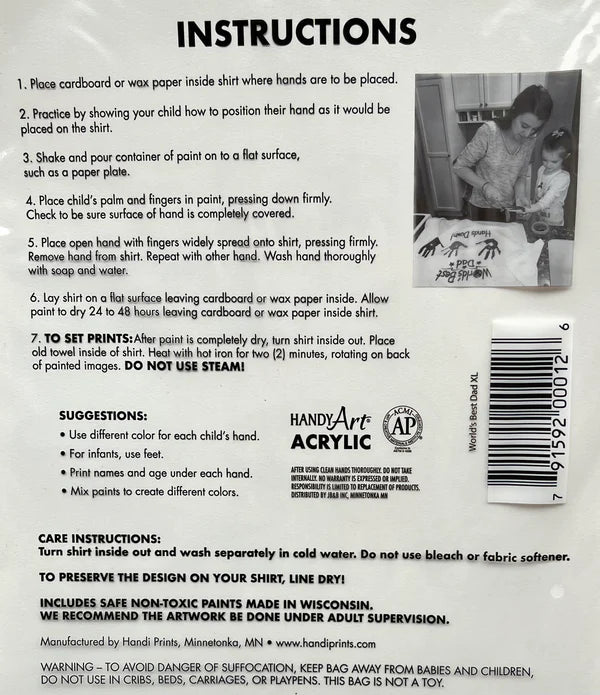 INSTRUCTIONS
1. Place cardboard or wax paper inside shirt where hands are to be placed.
2. Practice by showing your child how to position their hand as it would be
placed on the shirt.
3. Shake and pour container of paint on to a flat surface,
such as a paper plate.
4. Place child's palm and fingers in paint, pressing down firmly.
Check to be sure surface of hand is completely covered.
5. Place open hand with fingers widely spread onto shirt, pressing firmly.
Remove hand from shirt. Repeat with other hand. Wash hand thoroughly
with soap and water.
6. Lay shirt on a flat surface leaving cardboard or wax paper inside. Allow
paint to dry 24 to 48 hours leaving cardboard or wax paper inside shirt.
7. TO SET PRINTS: After paint is completely dry, turn shirt inside out. Place
old towel inside of shirt. Heat with hot iron for two (2) minutes, rotating on back
of painted images. DO NOT USE STEAM!
Hands Down!
World's Best
Dad
SUGGESTIONS:
• Use different color for each child's hand.
• For infants, use feet.
• Print names and age under each hand.
• Mix paints to create different colors.
HANDY Art®
ACRYLIC
ACMI
AP
AFTER USING CLEAN HANDS THOROUGHLY. DO NOT TAKE
INTERNALLY. NO WARRANTY IS EXPRESSED OR IMPLIED.
RESPONSIBILITY IS LIMITED TO REPLACEMENT OF PRODUCTS.
DISTRIBUTED BY JB&B INC, MINNETONKA MN
World's Best Dad XL
7 91592 00012 6
CARE INSTRUCTIONS:
Turn shirt inside out and wash separately in cold water. Do not use bleach or fabric softener.
TO PRESERVE THE DESIGN ON YOUR SHIRT, LINE DRY!
INCLUDES SAFE NON-TOXIC PAINTS MADE IN WISCONSIN.
WE RECOMMEND THE ARTWORK BE DONE UNDER ADULT SUPERVISION.
Manufactured by Handi Prints, Minnetonka, MN • www.handiprints.com
WARNING – TO AVOID DANGER OF SUFFOCATION, KEEP BAG AWAY FROM BABIES AND CHILDREN,
DO NOT USE IN CRIBS, BEDS, CARRIAGES, OR PLAYPENS. THIS BAG IS NOT A TOY.